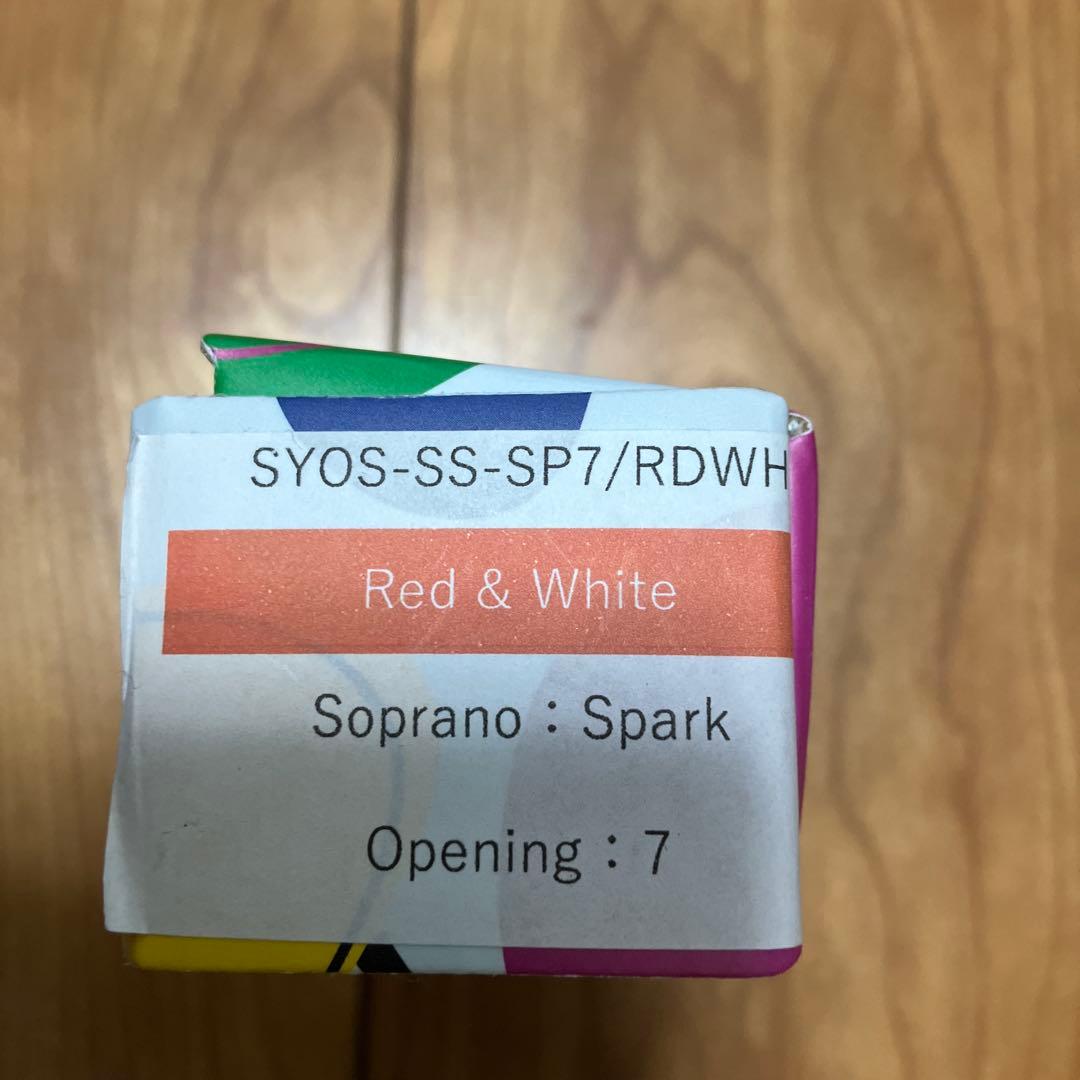 SYOS-SS-SP7/RDWH
Red & White
Soprano：Spark
Opening：7